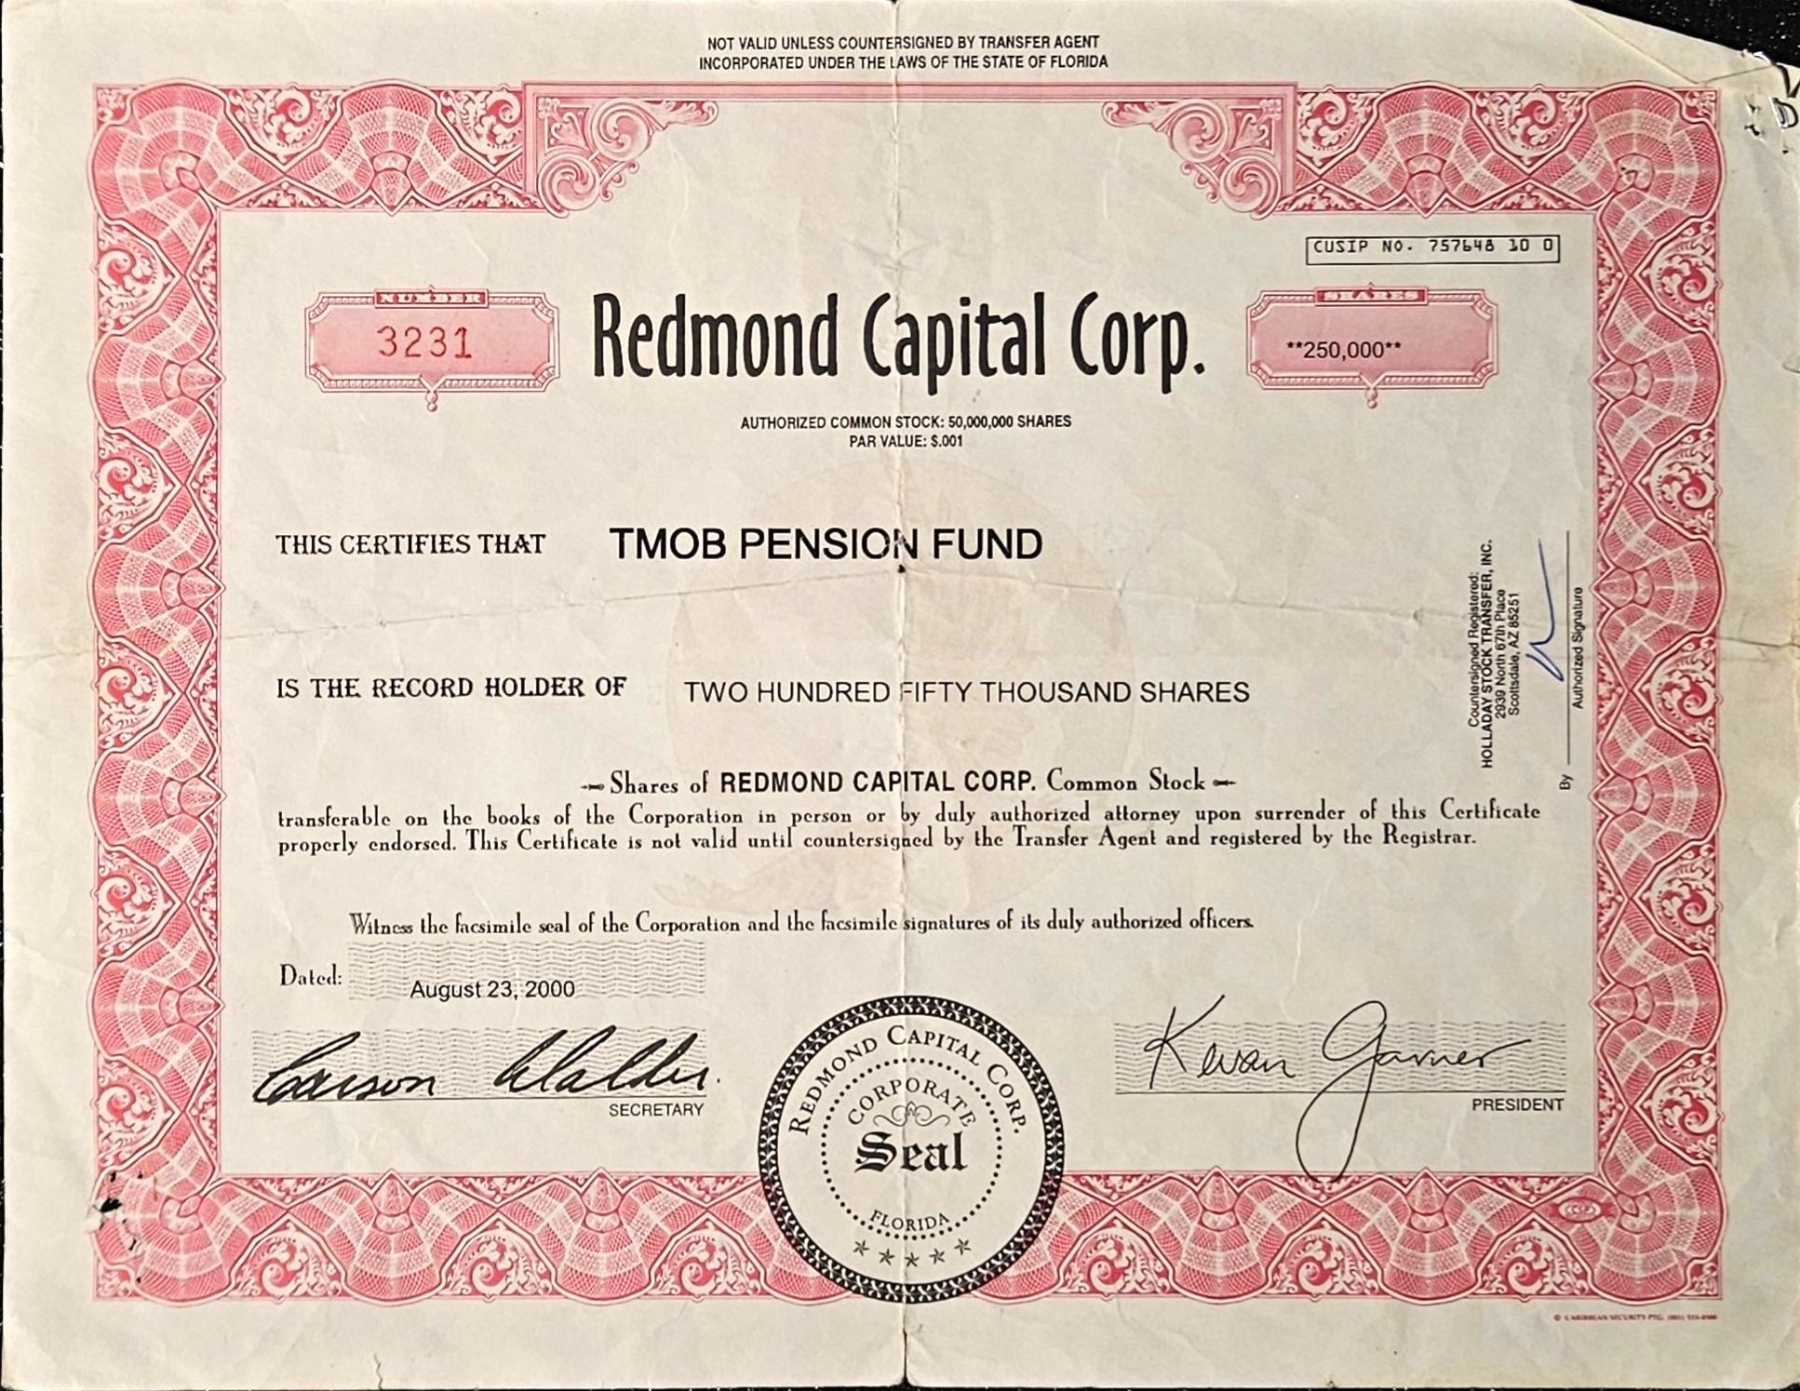 NOT VALID UNLESS COUNTERSIGNED BY TRANSFER AGENT
INCORPORATED UNDER THE LAWS OF THE STATE OF FLORIDA
CUSIP NO. 757648 10 0
NUMBER
3231
Redmond Capital Corp.
SHARES
**250,000**
AUTHORIZED COMMON STOCK: 50,000,000 SHARES
PAR VALUE: $.001
THIS CERTIFIES THAT TMOB PENSION FUND
IS THE RECORD HOLDER OF TWO HUNDRED FIFTY THOUSAND SHARES
Shares of REDMOND CAPITAL CORP. Common Stock
transferable on the books of the Corporation in person or by duly authorized attorney upon surrender of this Certificate
properly endorsed. This Certificate is not valid until countersigned by the Transfer Agent and registered by the Registrar.
Witness the facsimile seal of the Corporation and the facsimile signatures of its duly authorized officers.
Dated: August 23, 2000
Carson Walker
SECRETARY
REDMOND CAPITAL CORP.
CORPORATE
Seal
FLORIDA
Kevan Garner
PRESIDENT
Countersigned Registered:
HOLLADAY STOCK TRANSFER, INC.
2939 North 67th Place
Scottsdale, AZ 85251
By
Authorized Signature